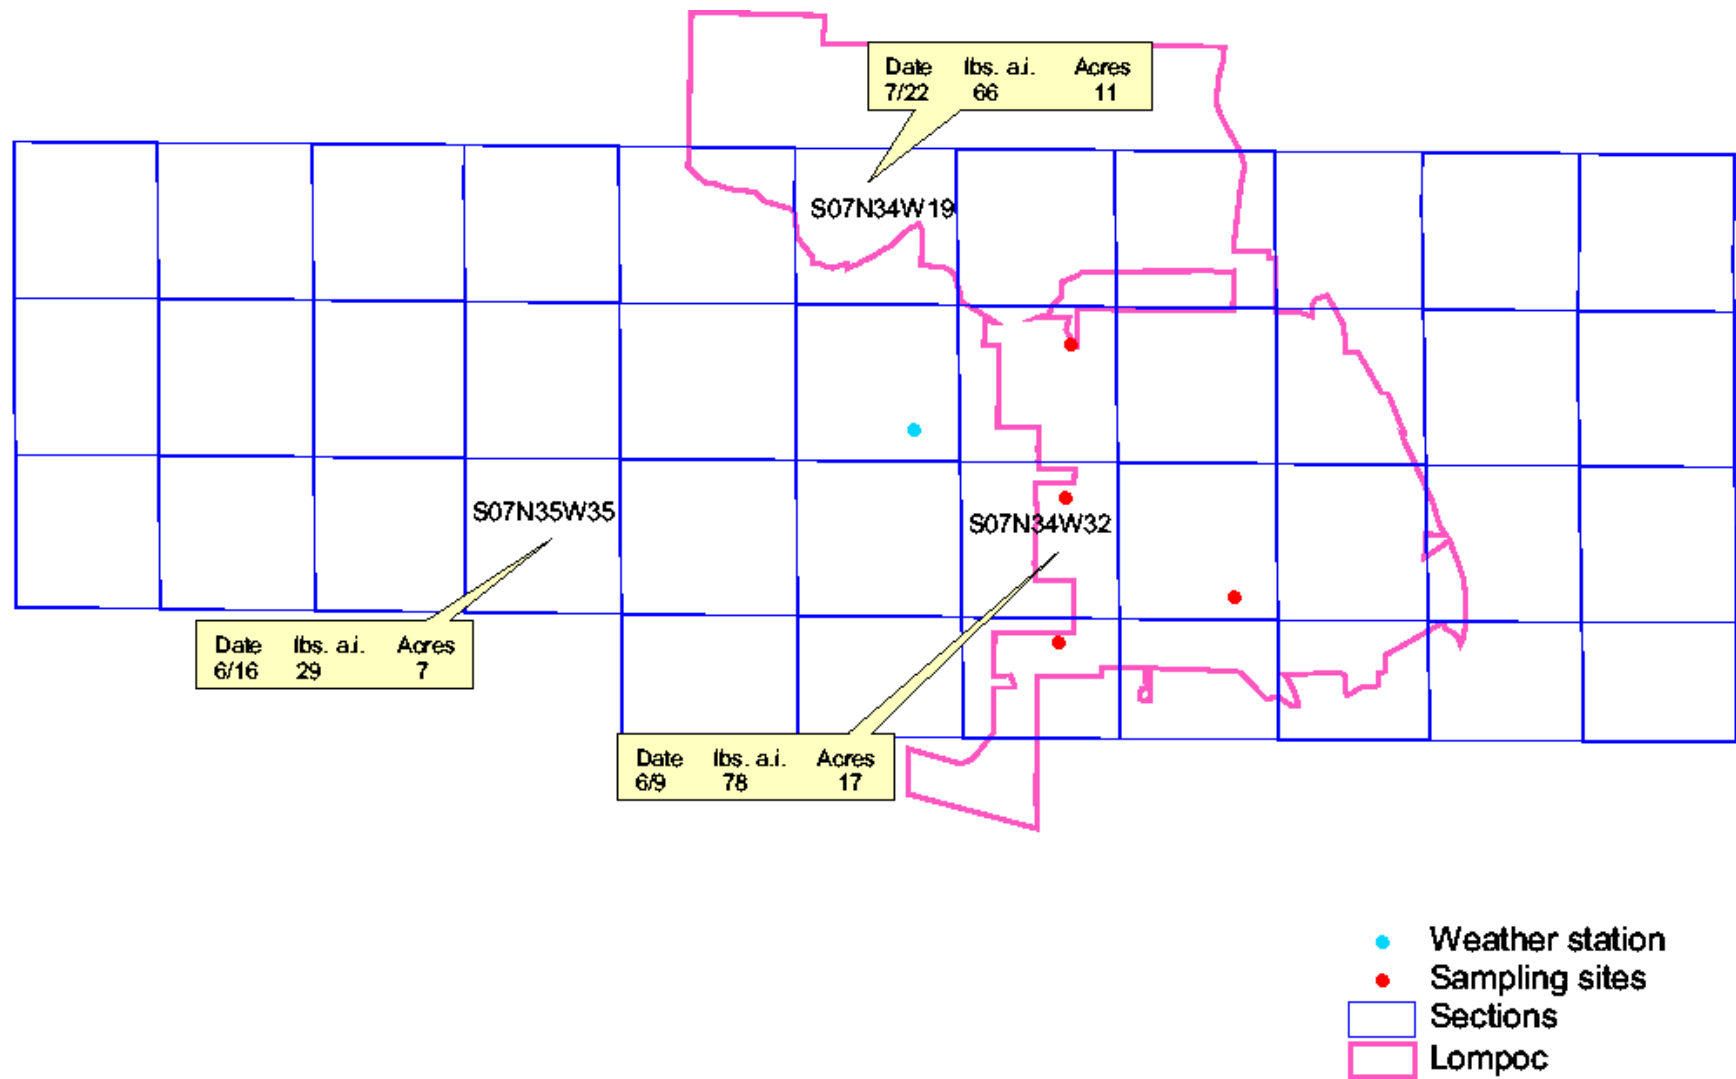 Date lbs. a.i. Acres
7/22 66 11
S07N34W19
S07N35W35
S07N34W32
Date lbs. a.i. Acres
6/16 29 7
Date lbs. a.i. Acres
6/9 78 17
Weather station
Sampling sites
Sections
Lompoc